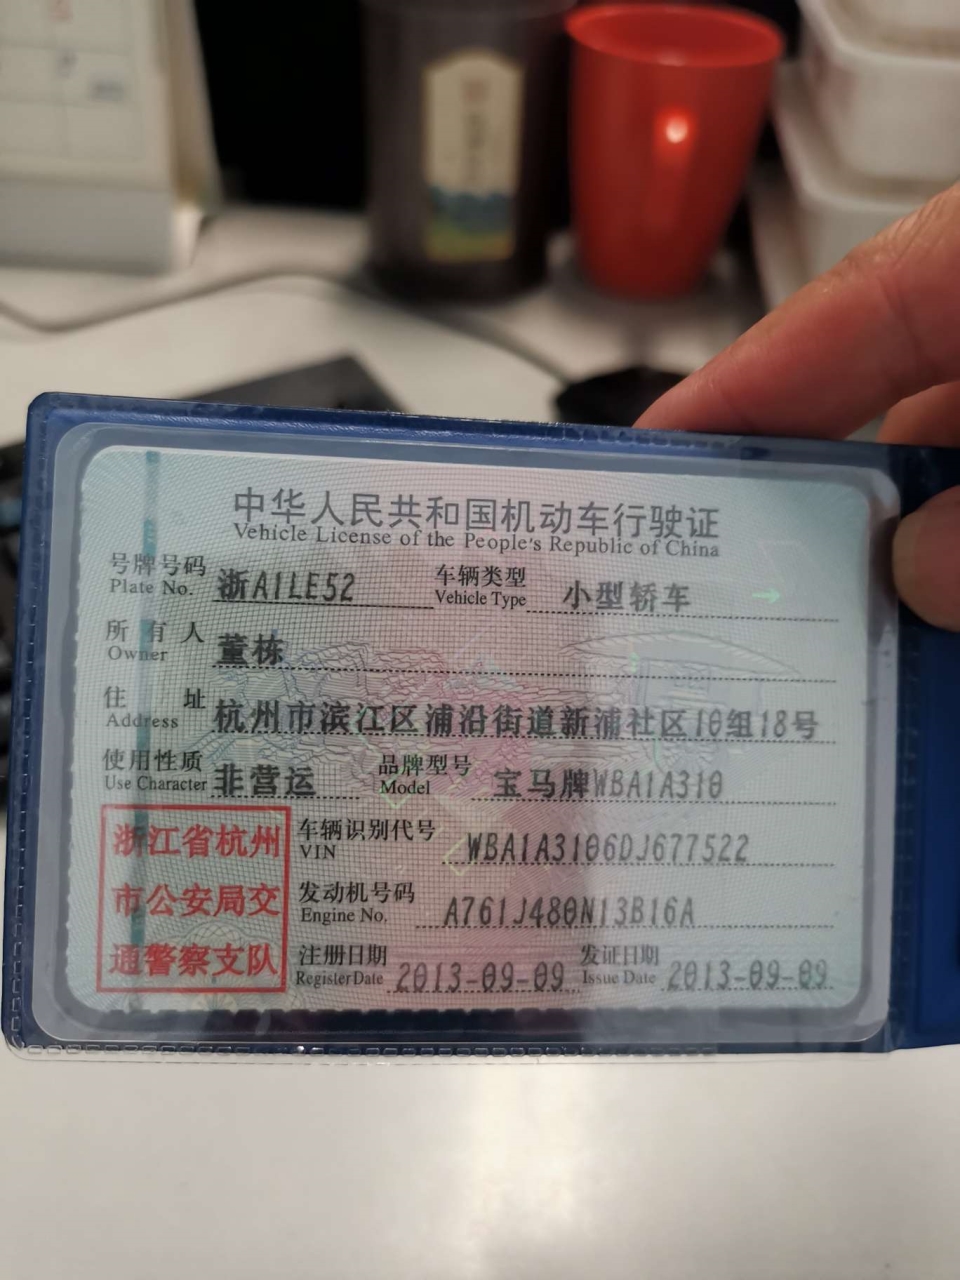 中华人民共和国机动车行驶证
Vehicle License of the People's Republic of China
号牌号码 浙A1LE52 车辆类型 小型轿车
Plate No. Vehicle Type
所有人 董栋
Owner
住址 杭州市滨江区浦沿街道新浦社区10组18号
Address
使用性质 非营运 品牌型号 宝马牌WBA1A310
Use Character Model
浙江省杭州
市公安局交
通警察支队
车辆识别代号 WBA1A3106DJ677522
VIN
发动机号码 A761J480N13B16A
Engine No.
注册日期 2013-09-09 发证日期 2013-09-09
Register Date Issue Date